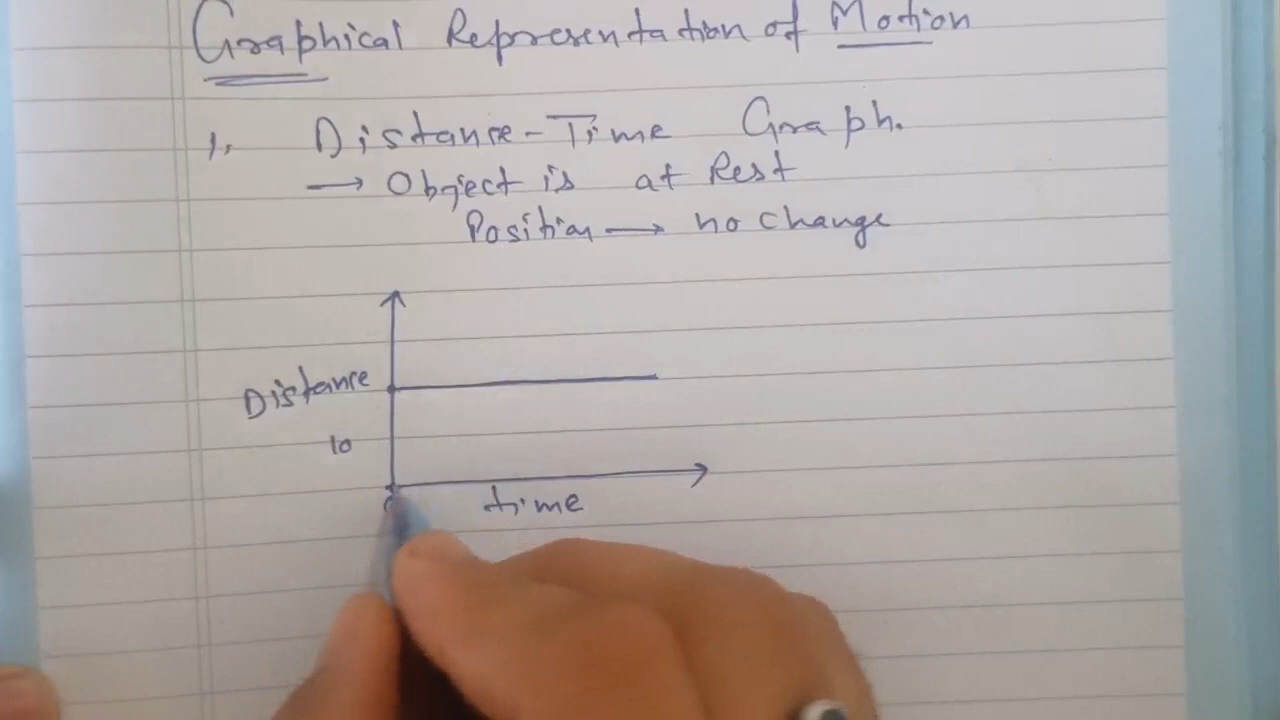 Graphical Representation of Motion
1. Distance-Time Graph.
→ Object is at Rest
Position → no change
Distance
10
time